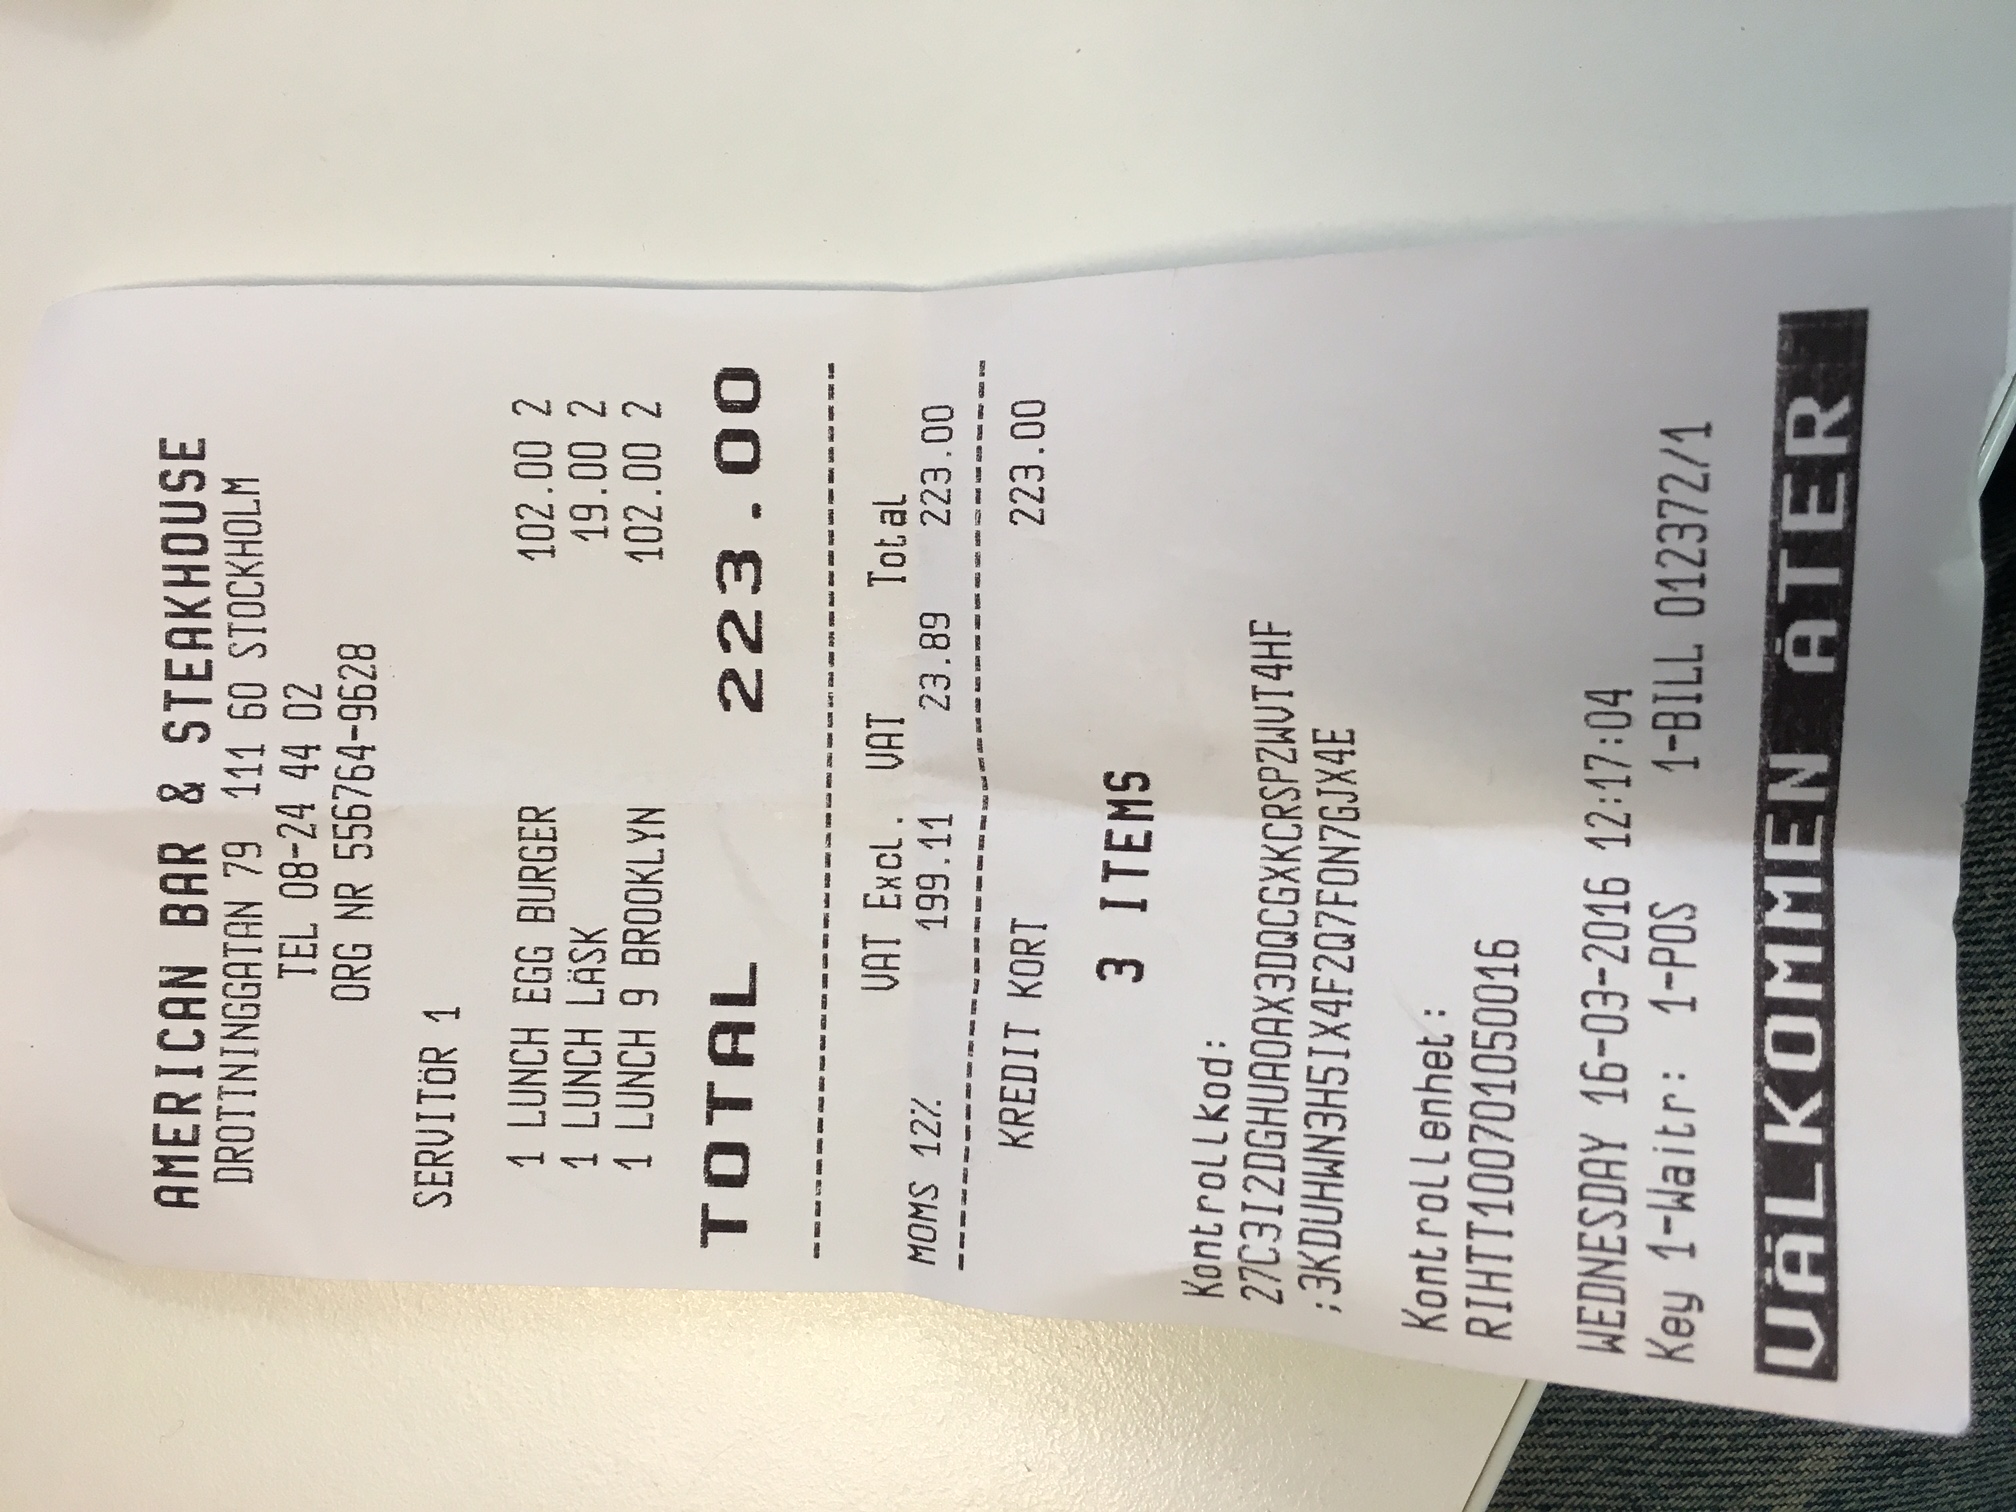 AMERICAN BAR & STEAKHOUSE
DROTTNINGGATAN 79 111 60 STOCKHOLM
TEL 08-24 44 02
ORG NR 556764-9628
SERVITÖR 1
1 LUNCH EGG BURGER 102.00 2
1 LUNCH LÄSK 19.00 2
1 LUNCH 9 BROOKLYN 102.00 2
TOTAL 223.00
VAT Excl. VAT Total
MOMS 12% 199.11 23.89 223.00
KREDIT KORT 223.00
3 ITEMS
Kontrollkod:
27C3I2DGHUAOAX3DQCGXKCRSPZWVT4HF
;3KDUHWN3H5IX4F2Q7FON7GJX4E
Kontrollenhet:
RIHTT100701050016
WEDNESDAY 16-03-2016 12:17:04
Key 1-Waitr: 1-POS 1-BILL 012372/1
VÄLKOMMEN ÅTER